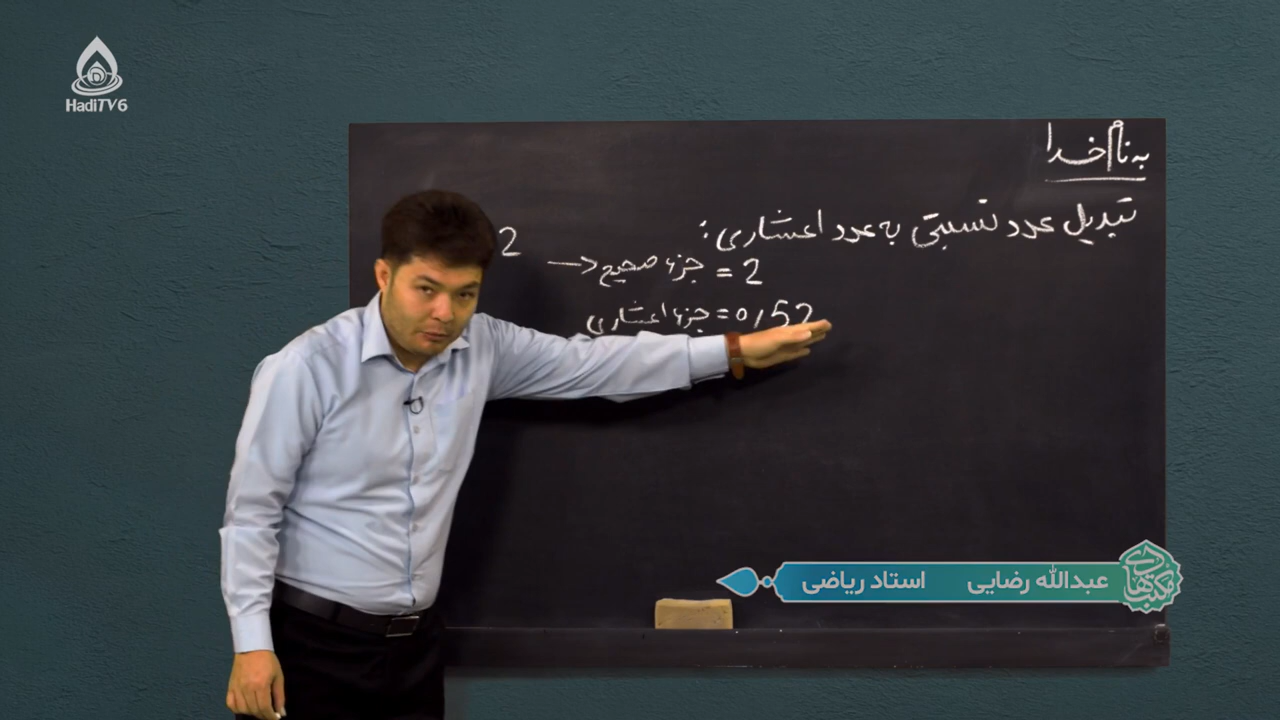 HadiTV6
به نام خدا
تبدیل عدد نسبتی به عدد اعشاری:
2
جزء صحیح = 2
جزء اعشاری = 0/52
عبدالله رضایی استاد ریاضی